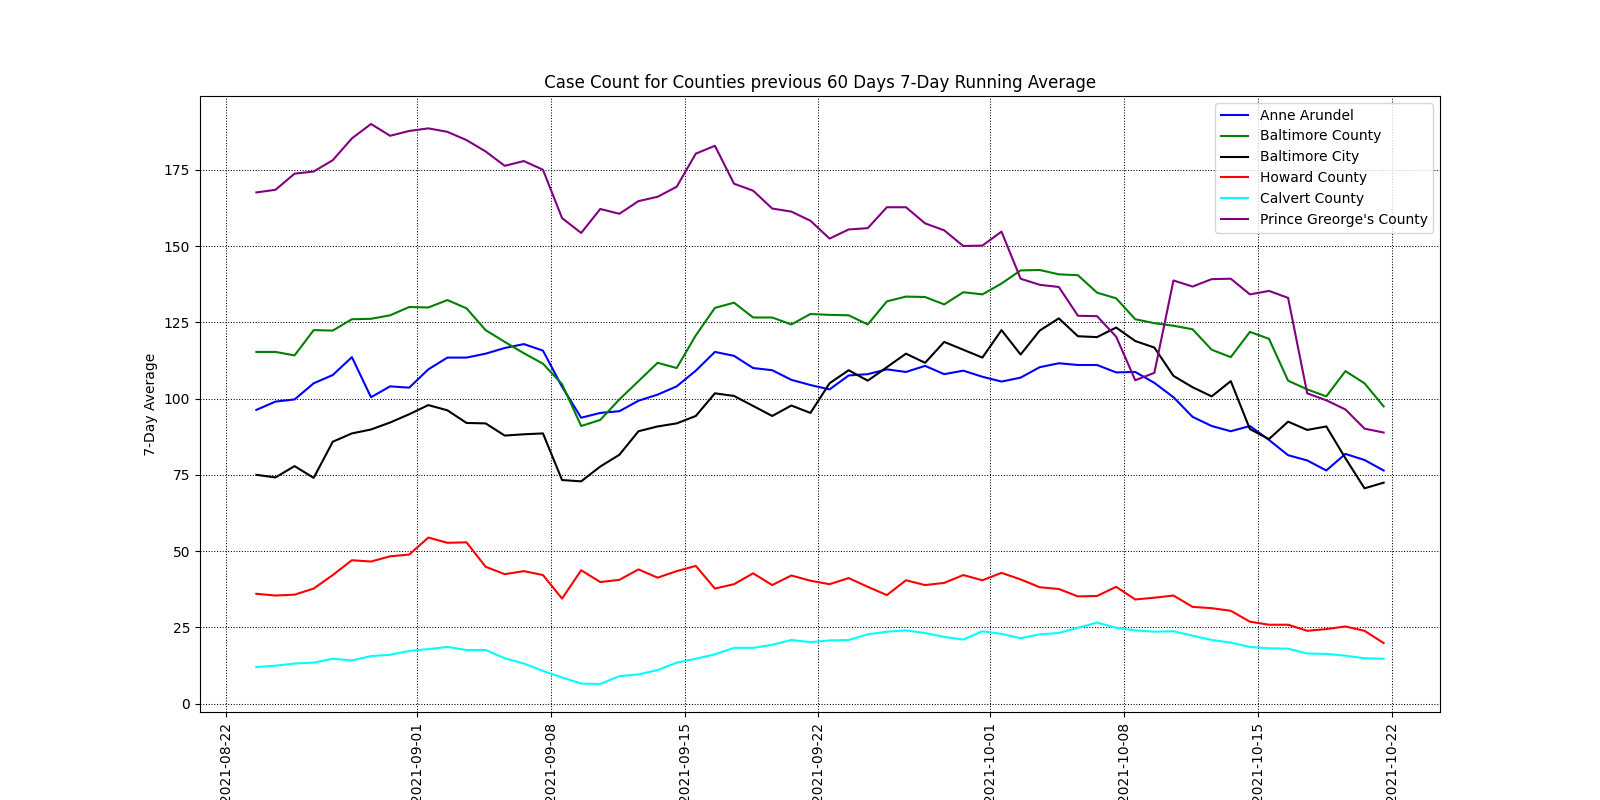 Case Count for Counties previous 60 Days 7-Day Running Average
Anne Arundel
Baltimore County
Baltimore City
Howard County
Calvert County
Prince Greorge's County
7-Day Average
175
150
125
100
75
50
25
0
2021-08-22
2021-09-01
2021-09-08
2021-09-15
2021-09-22
2021-10-01
2021-10-08
2021-10-15
2021-10-22